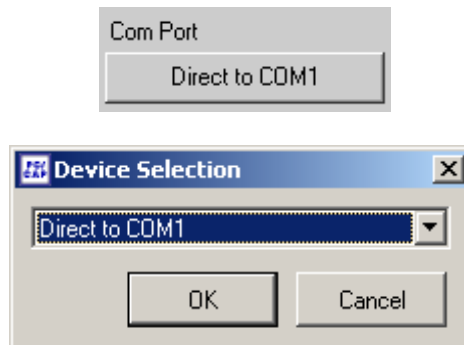 Com Port
Direct to COM1
Device Selection
Direct to COM1
OK Cancel